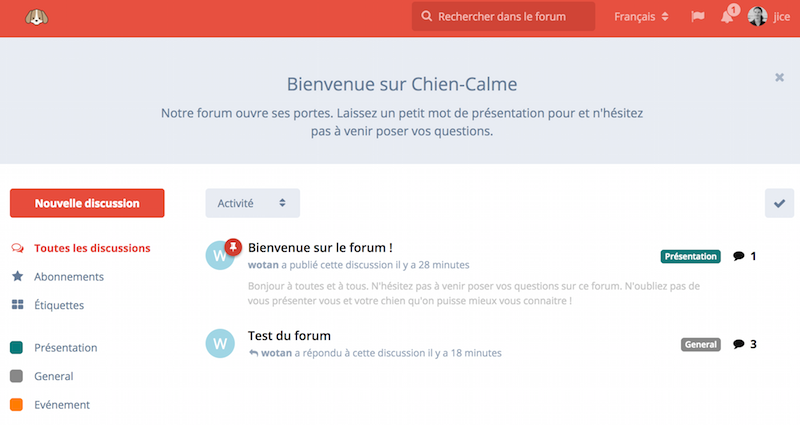 Rechercher dans le forum
Français
1
jice
Bienvenue sur Chien-Calme
Notre forum ouvre ses portes. Laissez un petit mot de présentation pour et n'hésitez
pas à venir poser vos questions.
Nouvelle discussion
Activité
Toutes les discussions
Abonnements
Étiquettes
Présentation
General
Evénement
W
Bienvenue sur le forum !
Présentation
1
wotan a publié cette discussion il y a 28 minutes
Bonjour à toutes et à tous. N'hésitez pas à venir poser vos questions sur ce forum. N'oubliez pas de
vous présenter vous et votre chien qu'on puisse mieux vous connaitre !
W
Test du forum
General
3
wotan a répondu à cette discussion il y a 18 minutes